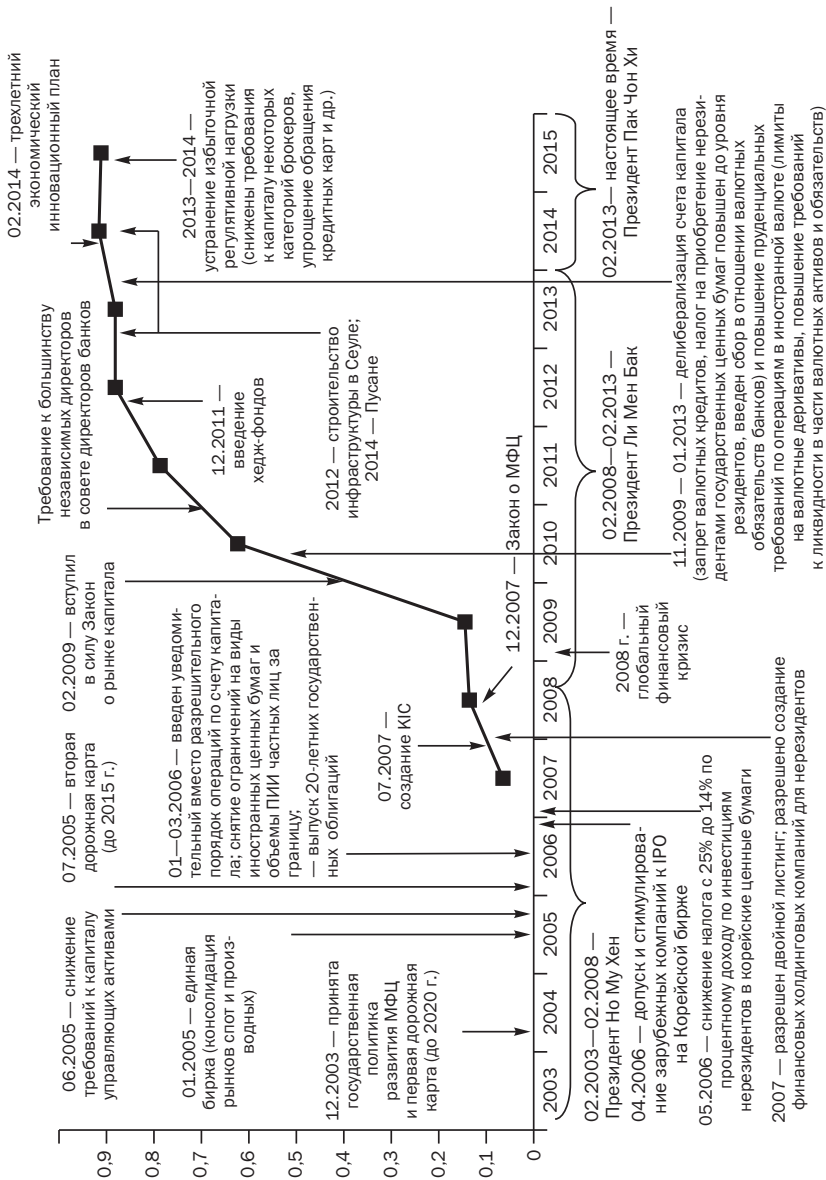 06.2005 — снижение
требований к капиталу
управляющих активами
07.2005 — вторая
дорожная карта
(до 2015 г.)
02.2009 — вступил
в силу Закон
о рынке капитала
Требование к большинству
независимых директоров
в совете директоров банков
02.2014 — трехлетний
экономический
инновационный план
01.2005 — единая
биржа (консолидация
рынков спот и произ-
водных)
01—03.2006 — введен уведоми-
тельный вместо разрешительного
порядок операций по счету капита-
ла; снятие ограничений на виды
иностранных ценных бумаг и
объемы ПИИ частных лиц за
границу;
— выпуск 20-летних государствен-
ных облигаций
12.2011 —
введение
хедж-фондов
2013—2014 —
устранение избыточной
регулятивной нагрузки
(снижены требования
к капиталу некоторых
категорий брокеров,
упрощение обращения
кредитных карт и др.)
12.2003 — принята
государственная
политика
развития МФЦ
и первая дорожная
карта (до 2020 г.)
07.2007 —
создание KIC
2012 — строительство
инфраструктуры в Сеуле;
2014 — Пусане
12.2007 — Закон о МФЦ
0,9
0,8
0,7
0,6
0,5
0,4
0,3
0,2
0,1
0
2003
2004
2005
2006
2007
2008
2009
2010
2011
2012
2013
2014
2015
02.2003—02.2008 —
Президент Но Му Хен
02.2008—02.2013 —
Президент Ли Мен Бак
02.2013— настоящее время —
Президент Пак Чон Хи
04.2006 — допуск и стимулирова-
ние зарубежных компаний к IPO
на Корейской бирже
2008 г. —
глобальный
финансовый
кризис
05.2006 — снижение налога с 25% до 14% по
процентному доходу по инвестициям
нерезидентов в корейские ценные бумаги
11.2009 — 01.2013 — делиберализация счета капитала
(запрет валютных кредитов, налог на приобретение нерези-
дентами государственных ценных бумаг повышен до уровня
резидентов, введен сбор в отношении валютных
обязательств банков) и повышение пруденциальных
требований по операциям в иностранной валюте (лимиты
на валютные деривативы, повышение требований
к ликвидности в части валютных активов и обязательств)
2007 — разрешен двойной листинг; разрешено создание
финансовых холдинговых компаний для нерезидентов